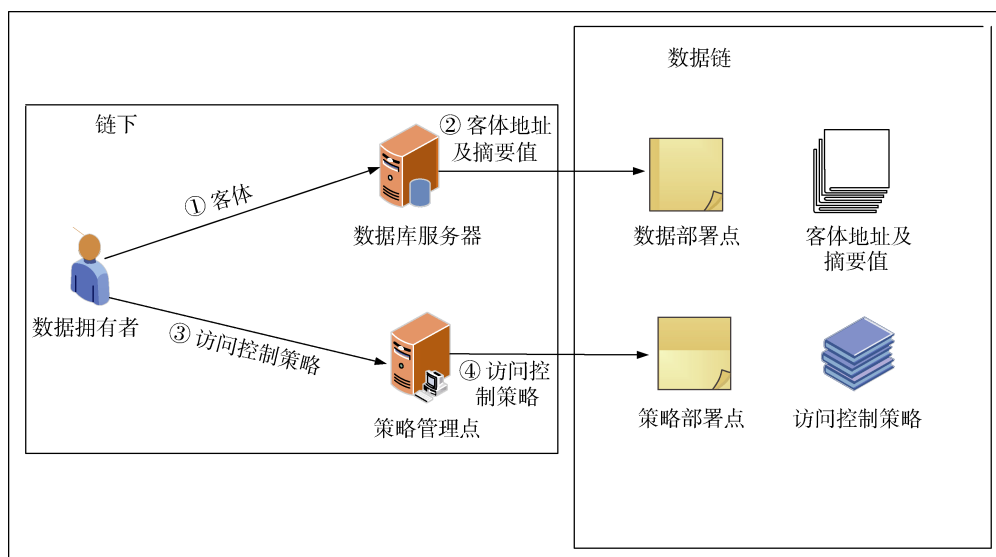 数据链
链下
② 客体地址
及摘要值
① 客体
数据库服务器
数据部署点
客体地址及
摘要值
数据拥有者
③ 访问控制策略
④ 访问控
制策略
策略管理点
策略部署点
访问控制策略